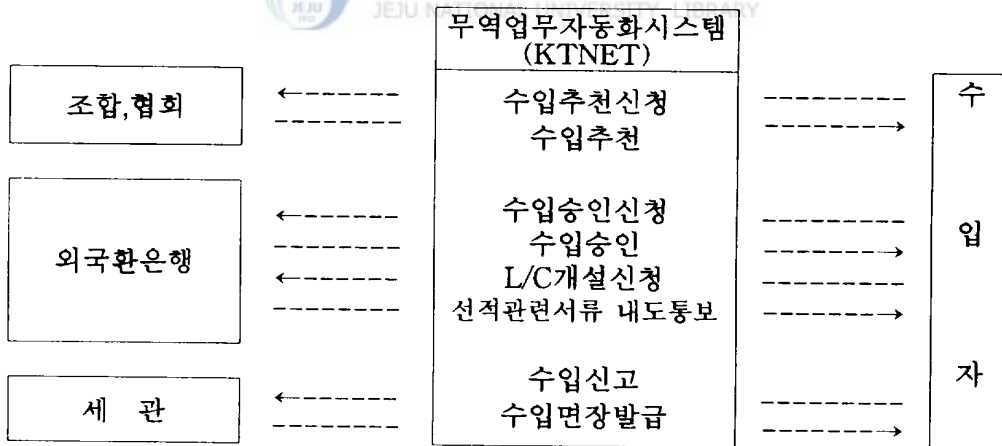 JEJU
1952
JEJU NATIONAL UNIVERSITY LIBRARY
무역업무자동화시스템
(KTNET)
조합,협회
수입추천신청
수입추천
외국환은행
수입승인신청
수입승인
L/C개설신청
선적관련서류 내도통보
세 관
수입신고
수입면장발급
수
입
자